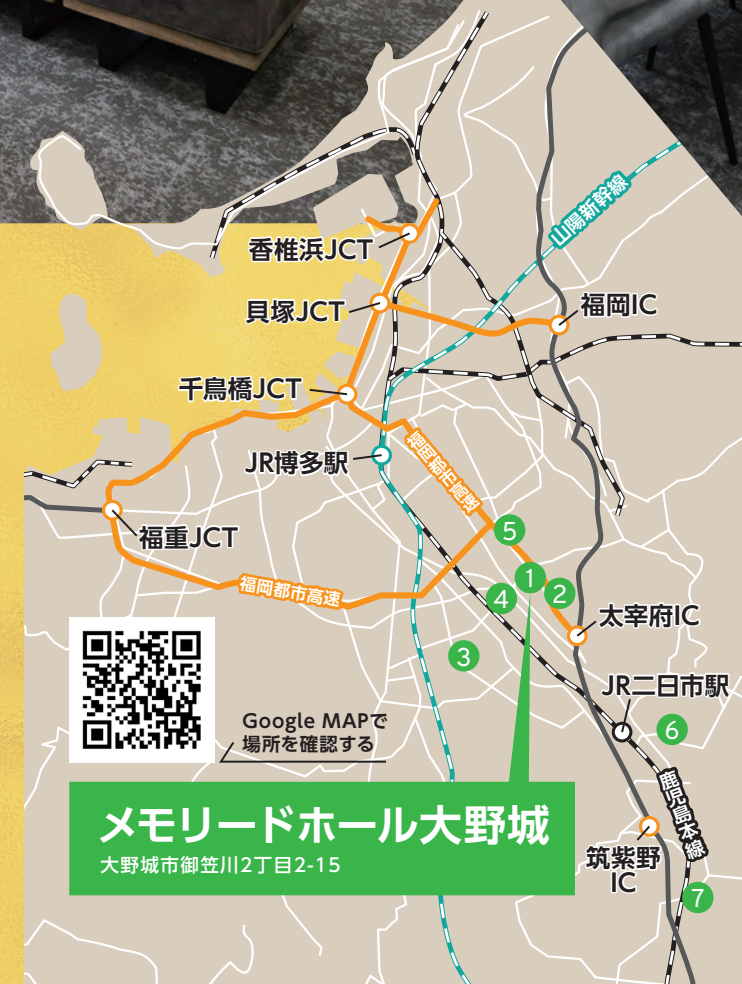 山陽新幹線
香椎浜JCT
貝塚JCT
福岡IC
千鳥橋JCT
福岡都市高速
JR博多駅
福重JCT
福岡都市高速
5
1
2
4
太宰府IC
3
JR二日市駅
6
Google MAPで
場所を確認する
鹿児島本線
メモリードホール大野城
大野城市御笠川2丁目2-15
筑紫野
IC
7